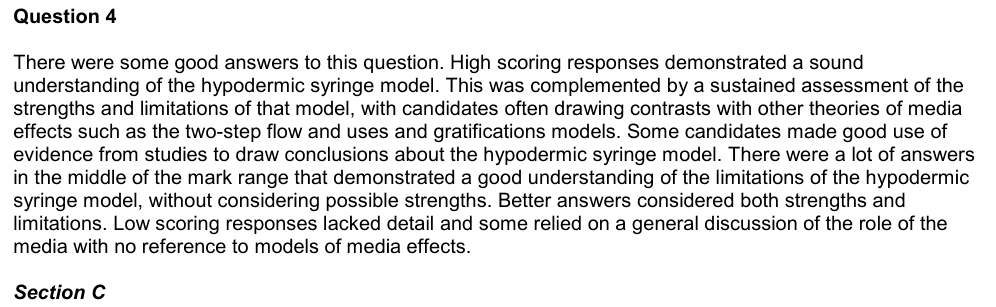 Question 4
There were some good answers to this question. High scoring responses demonstrated a sound
understanding of the hypodermic syringe model. This was complemented by a sustained assessment of the
strengths and limitations of that model, with candidates often drawing contrasts with other theories of media
effects such as the two-step flow and uses and gratifications models. Some candidates made good use of
evidence from studies to draw conclusions about the hypodermic syringe model. There were a lot of answers
in the middle of the mark range that demonstrated a good understanding of the limitations of the hypodermic
syringe model, without considering possible strengths. Better answers considered both strengths and
limitations. Low scoring responses lacked detail and some relied on a general discussion of the role of the
media with no reference to models of media effects.
Section C